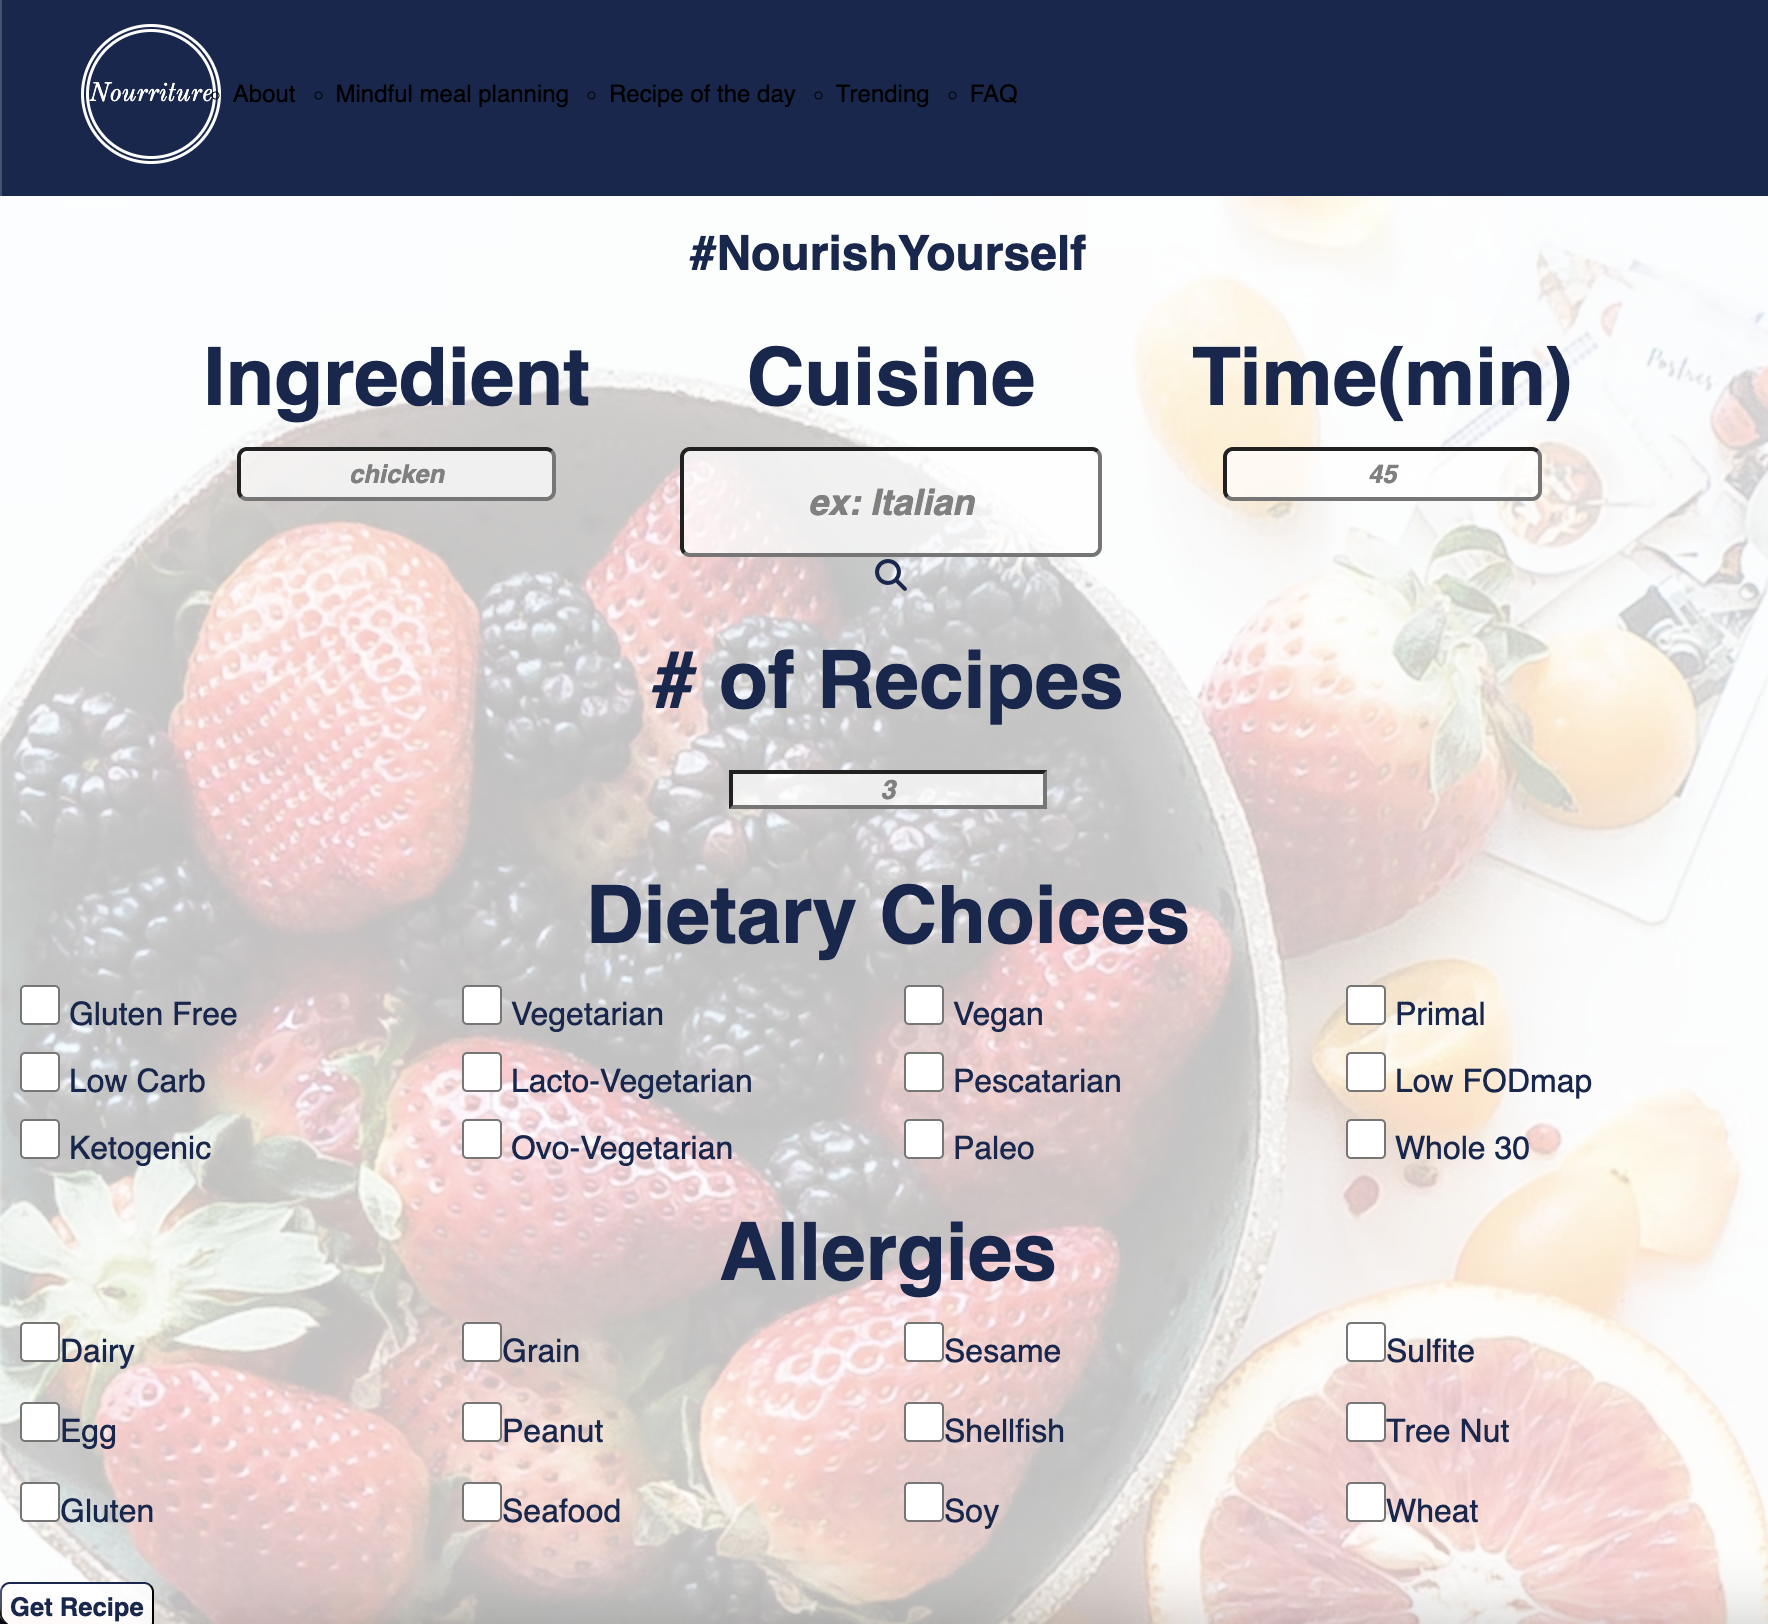 Nourriture
About
Mindful meal planning
Recipe of the day
Trending
FAQ
#NourishYourself
Ingredient
Cuisine
Time(min)
chicken
ex: Italian
45
Postres
# of Recipes
3
Dietary Choices
Gluten Free
Vegetarian
Vegan
Primal
Low Carb
Lacto-Vegetarian
Pescatarian
Low FODmap
Ketogenic
Ovo-Vegetarian
Paleo
Whole 30
Allergies
Dairy
Grain
Sesame
Sulfite
Egg
Peanut
Shellfish
Tree Nut
Gluten
Seafood
Soy
Wheat
Get Recipe